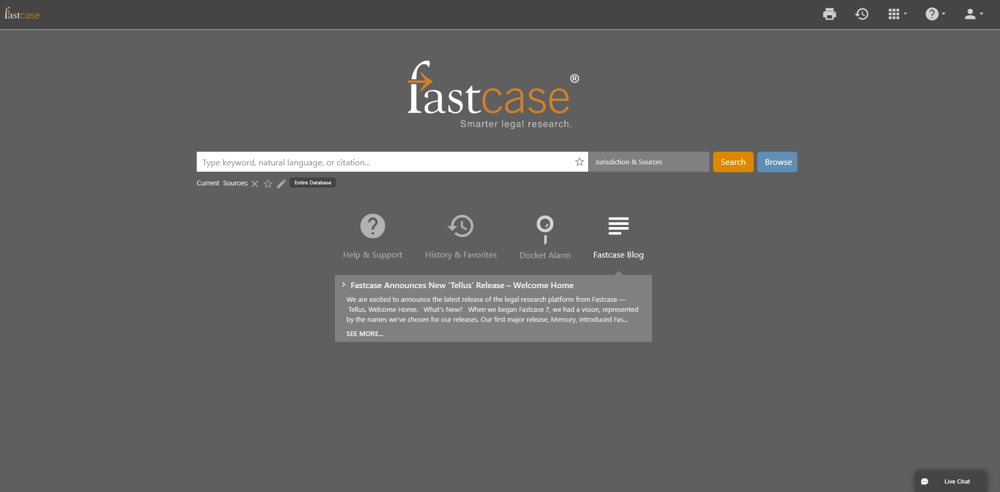 fastcase
fastcase®
Smarter legal research.
Type keyword, natural language, or citation...
Jurisdiction & Sources
Search
Browse
Current Sources:
Entire Database
Help & Support
History & Favorites
Docket Alarm
Fastcase Blog
Fastcase Announces New ‘Tellus’ Release – Welcome Home
We are excited to announce the latest release of the legal research platform from Fastcase —
Tellus. Welcome Home. What’s New? When we began Fastcase 7, we had a vision, represented
by the names we’ve chosen for our releases. Our first major release, Mercury, introduced Fas...
SEE MORE...
Live Chat